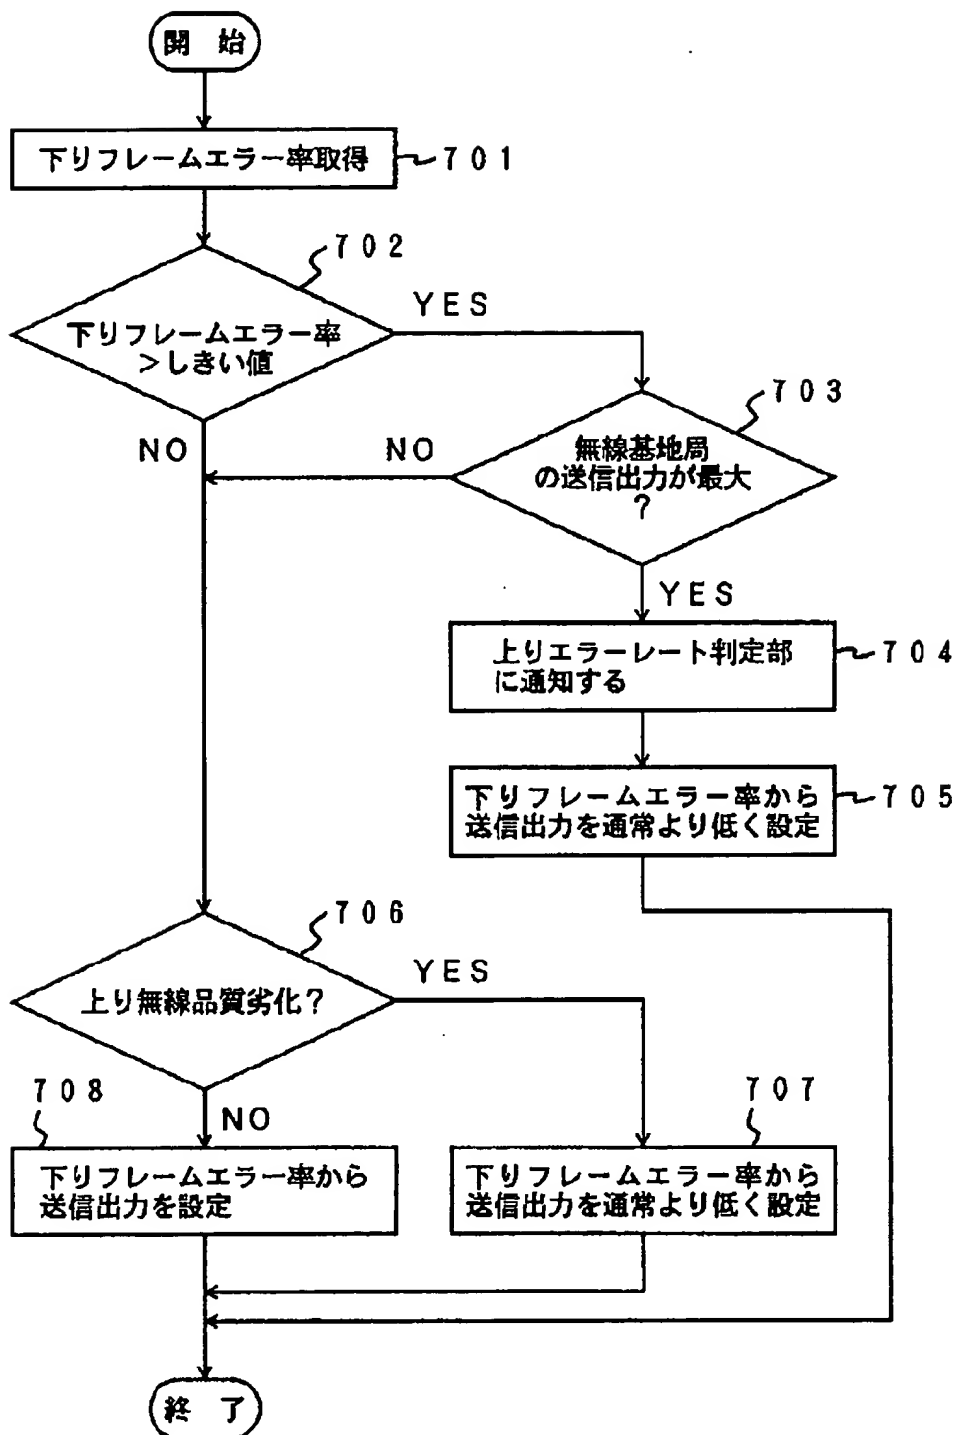 開 始
下りフレームエラー率取得
701
702
下りフレームエラー率
>しきい値
YES
NO
703
無線基地局
の送信出力が最大
?
NO
YES
上りエラーレート判定部
に通知する
704
下りフレームエラー率から
送信出力を通常より低く設定
705
706
上り無線品質劣化?
YES
NO
708
下りフレームエラー率から
送信出力を設定
707
下りフレームエラー率から
送信出力を通常より低く設定
終 了